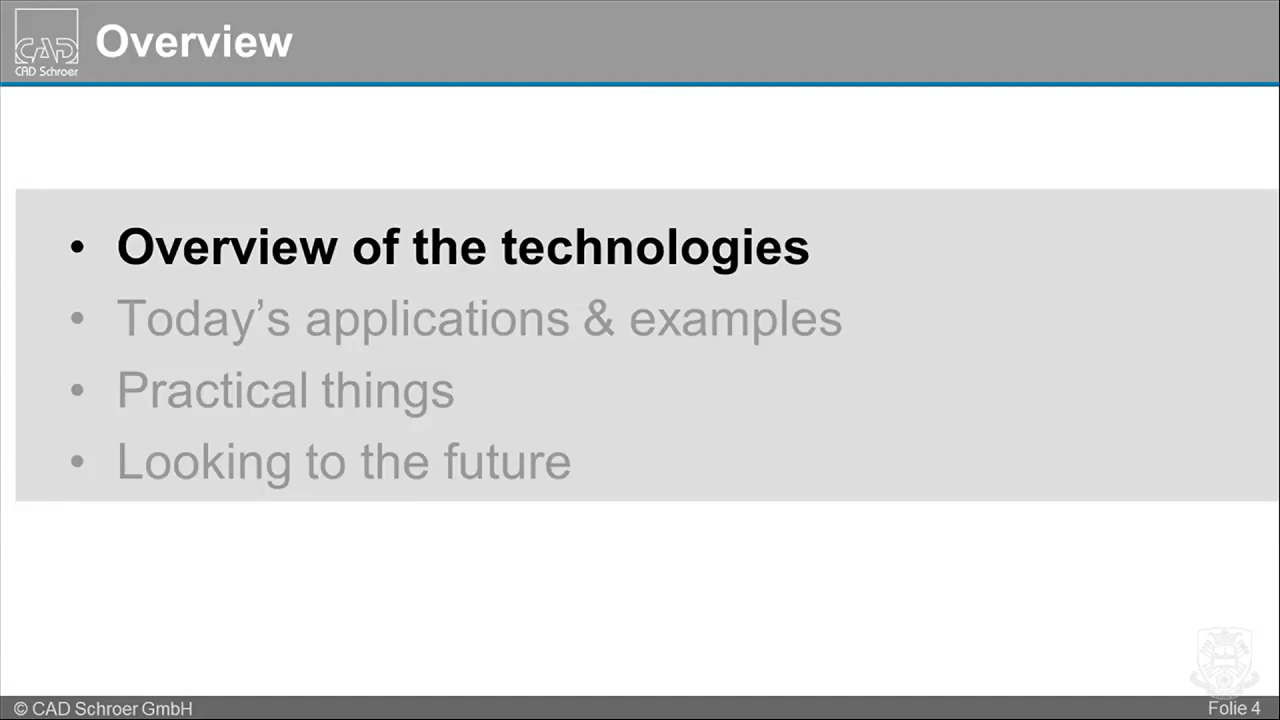 CAD
CAD Schroer
Overview
• Overview of the technologies
• Today’s applications & examples
• Practical things
• Looking to the future
© CAD Schroer GmbH
Folie 4